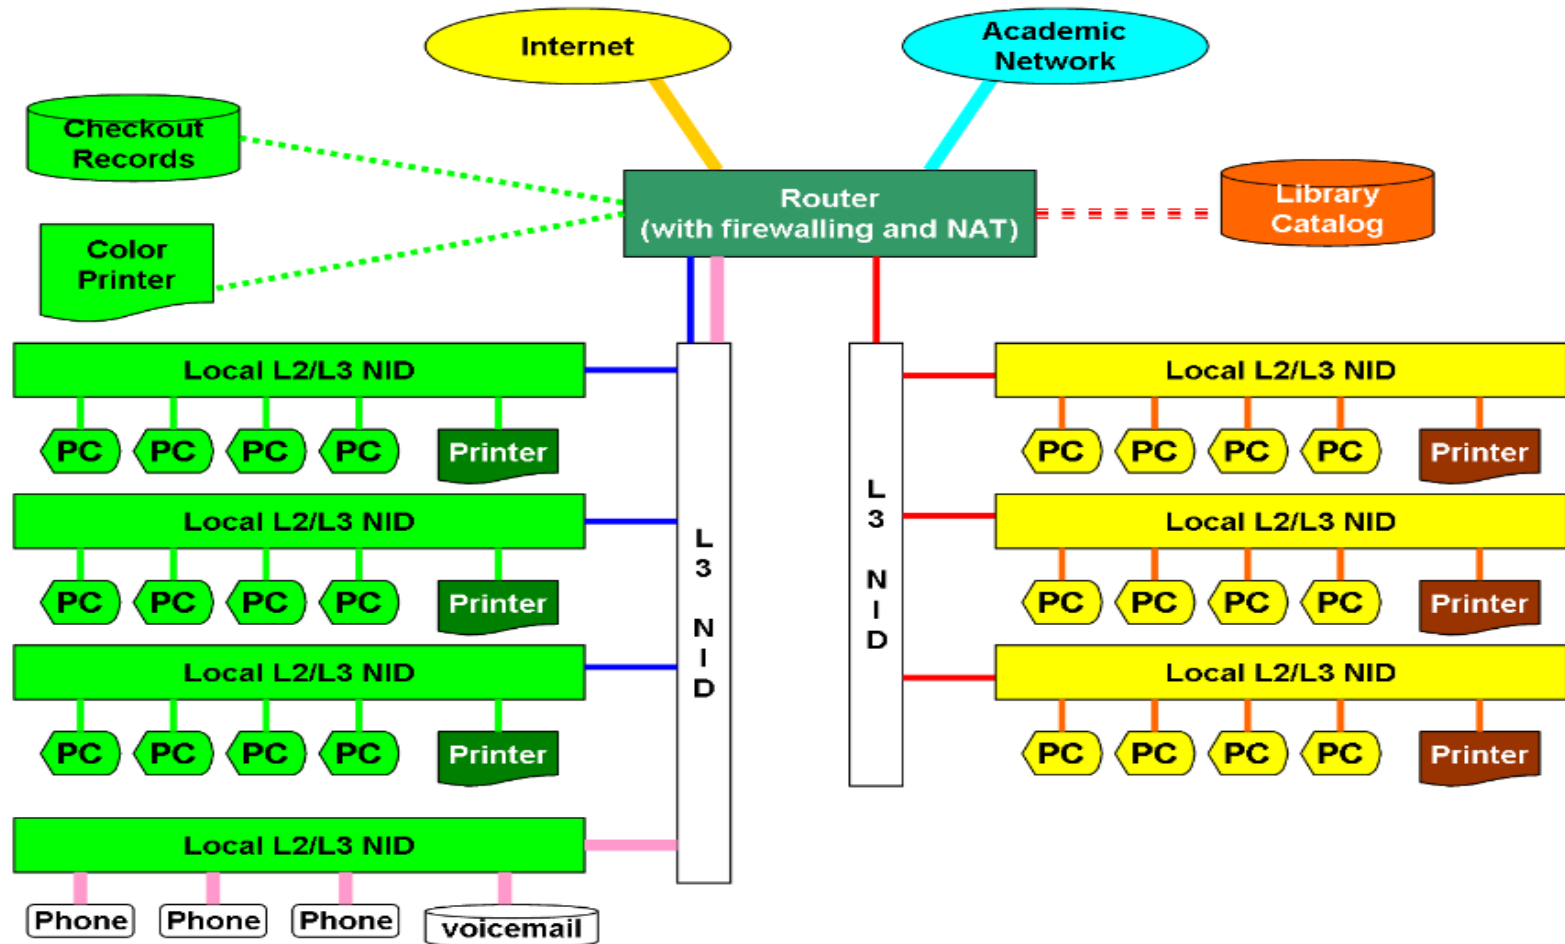 Internet
Academic
Network
Checkout
Records
Router
(with firewalling and NAT)
Library
Catalog
Color
Printer
Local L2/L3 NID
PC PC PC PC Printer
Local L2/L3 NID
PC PC PC PC Printer
Local L2/L3 NID
PC PC PC PC Printer
Local L2/L3 NID
Phone Phone Phone voicemail
L
3
N
I
D
L
3
N
I
D
Local L2/L3 NID
PC PC PC PC Printer
Local L2/L3 NID
PC PC PC PC Printer
Local L2/L3 NID
PC PC PC PC Printer